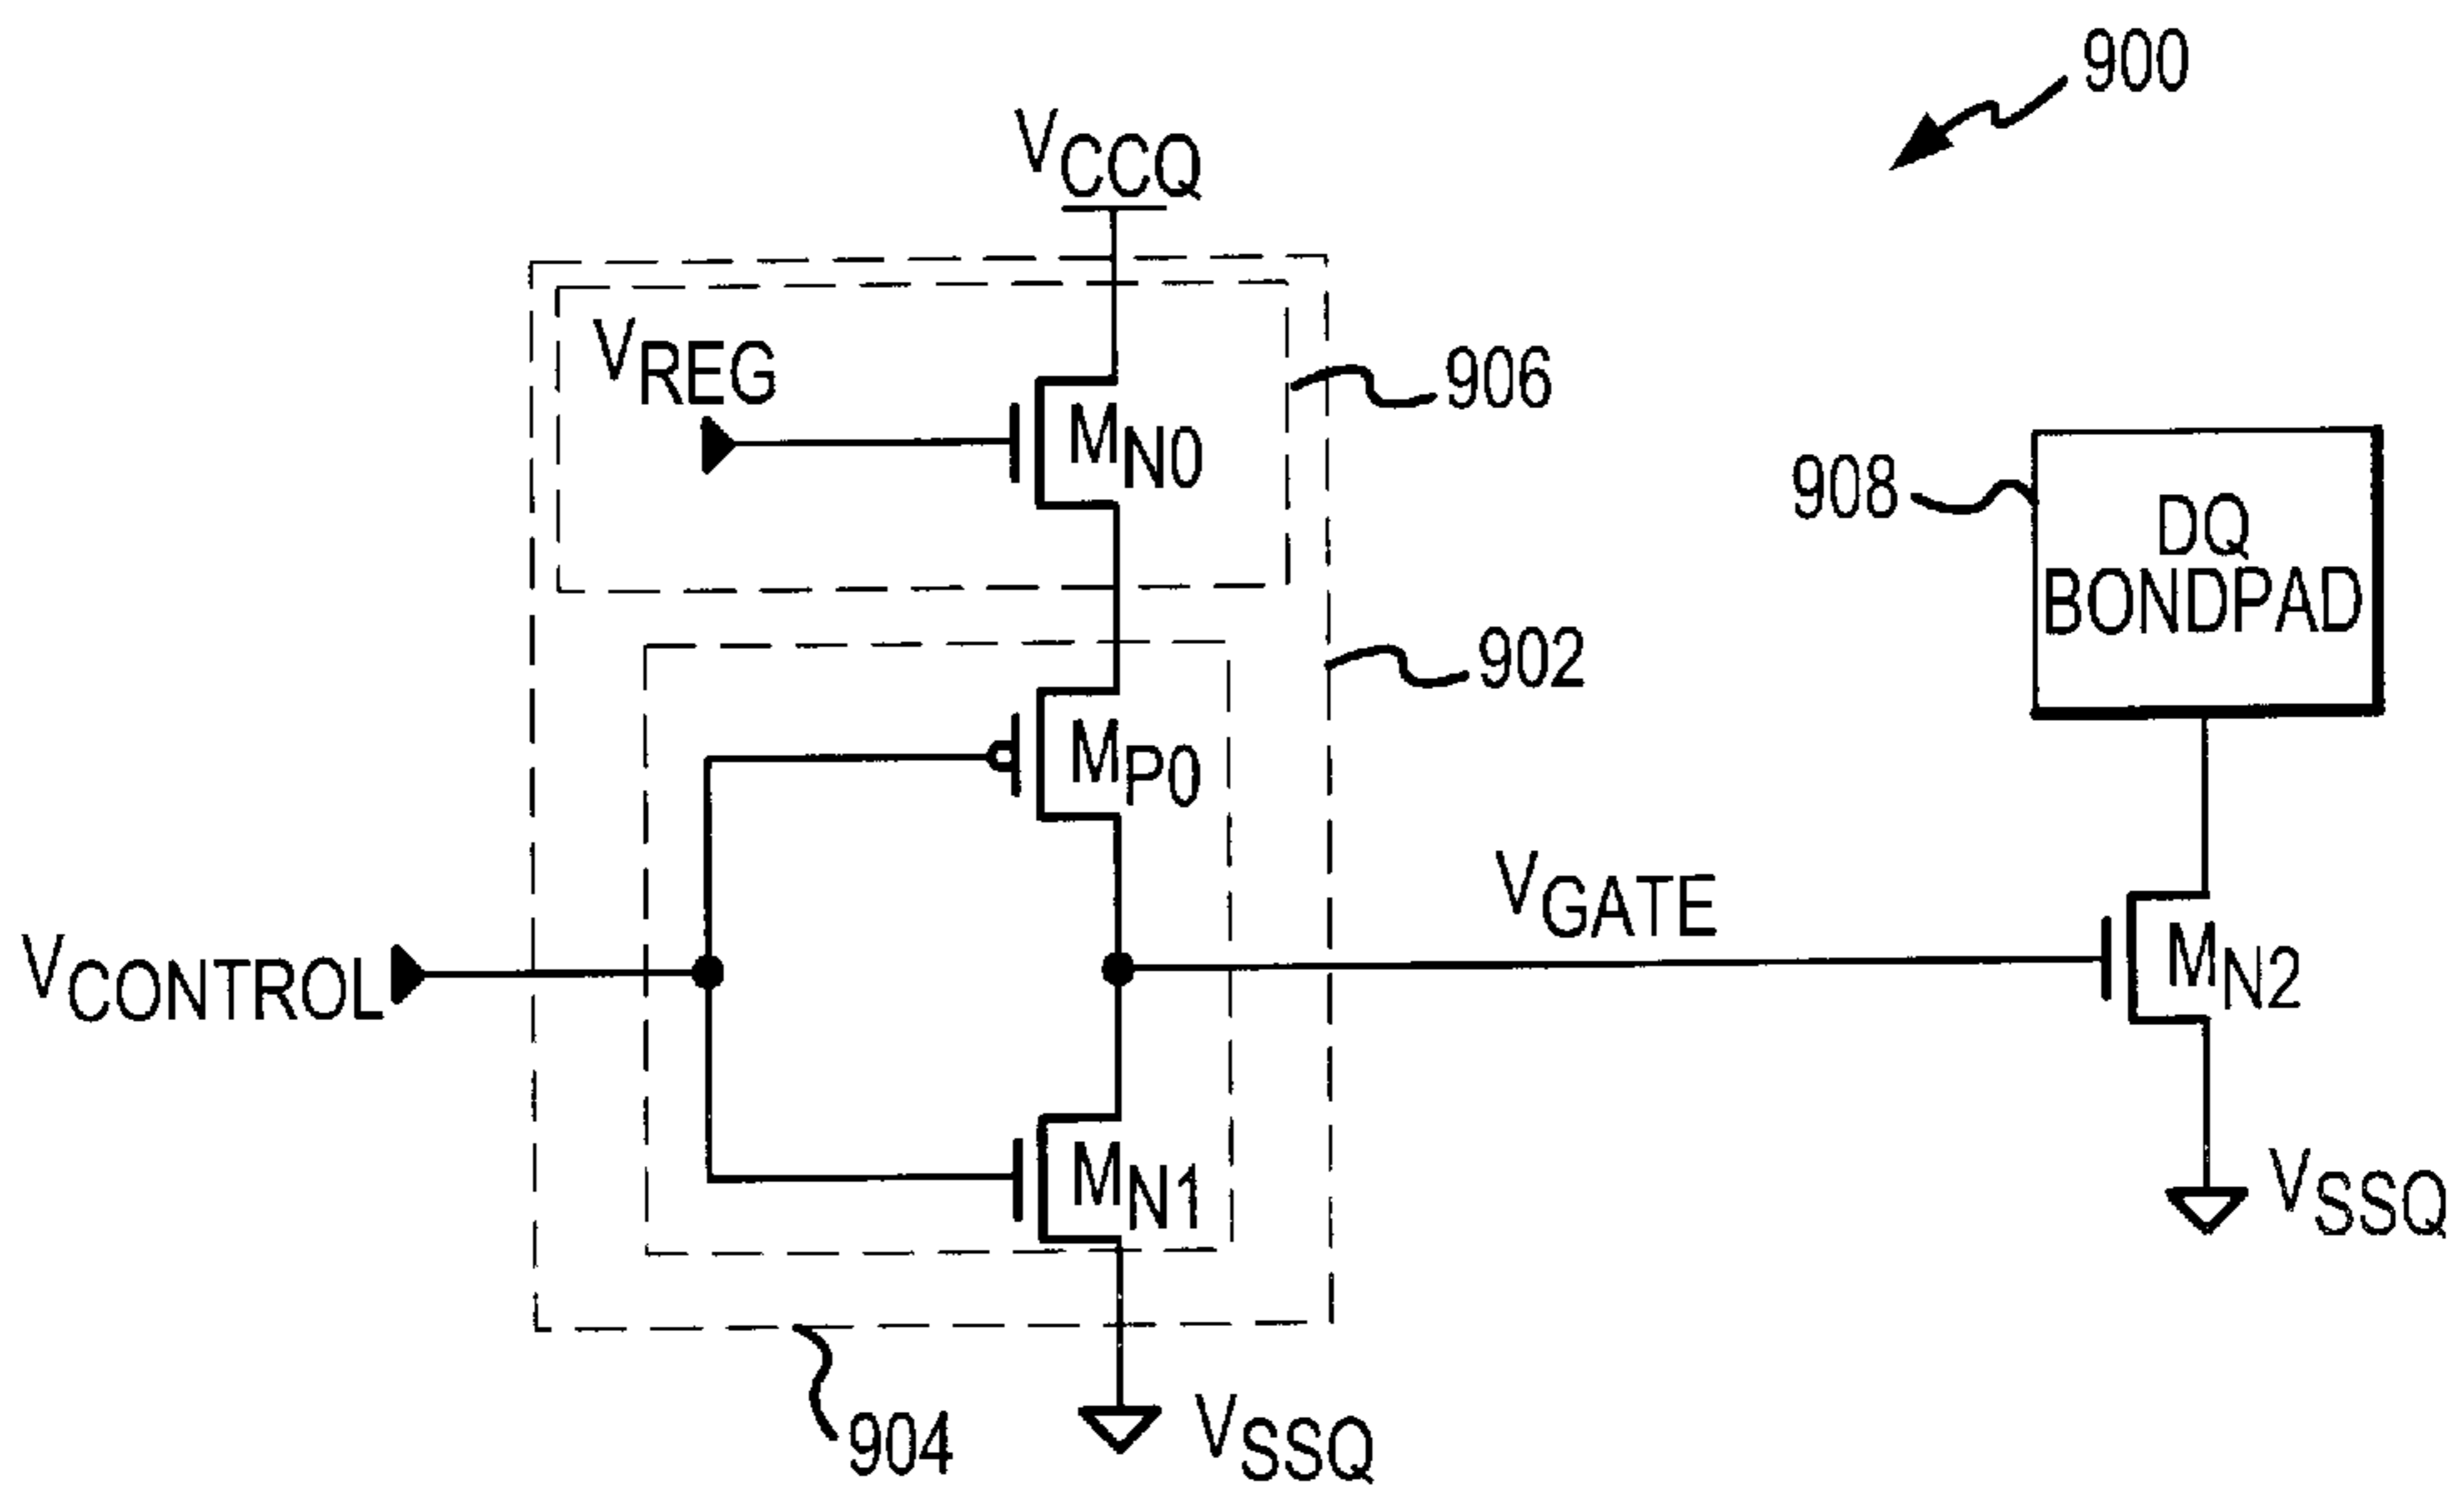 900
VCCQ
VREG
906
MN0
908
DQ
BONDPAD
902
MP0
VGATE
VCONTROL
MN2
MN1
VSSQ
904
VSSQ